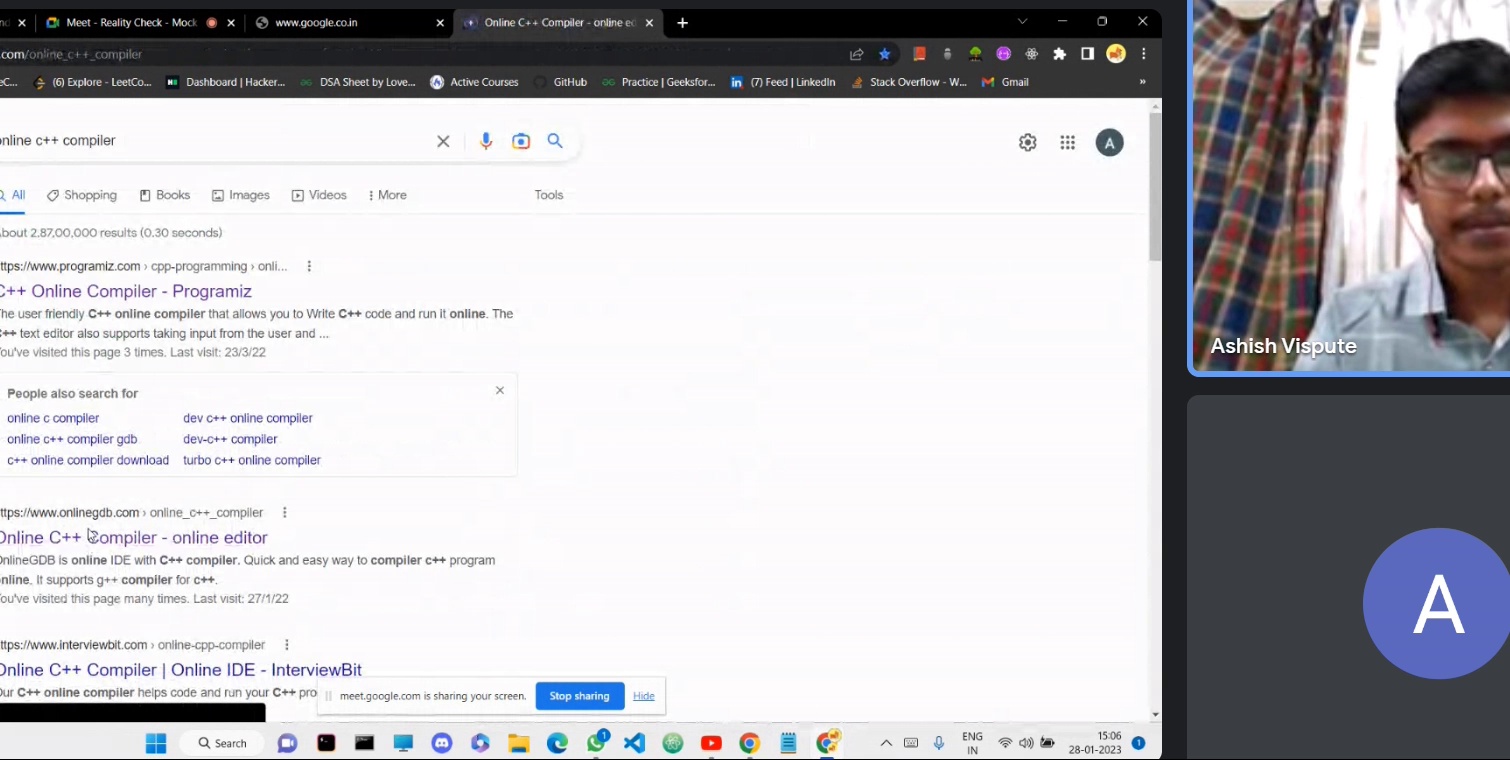 Meet - Reality Check - Mock
www.google.co.in
Online C++ Compiler - online ed
.com/online_c++_compiler
(6) Explore - LeetCo...
Dashboard | Hacker...
DSA Sheet by Love...
Active Courses
GitHub
Practice | Geeksfor...
(7) Feed | LinkedIn
Stack Overflow - W...
Gmail
»
nline c++ compiler
A
All
Shopping
Books
Images
Videos
More
Tools
bout 2,87,00,000 results (0.30 seconds)
ttps://www.programiz.com › cpp-programming › onli...
C++ Online Compiler - Programiz
he user friendly C++ online compiler that allows you to Write C++ code and run it online. The
++ text editor also supports taking input from the user and ...
ou've visited this page 3 times. Last visit: 23/3/22
People also search for
online c compiler
dev c++ online compiler
online c++ compiler gdb
dev-c++ compiler
c++ online compiler download
turbo c++ online compiler
ttps://www.onlinegdb.com › online_c++_compiler
Online C++ Compiler - online editor
OnlineGDB is online IDE with C++ compiler. Quick and easy way to compiler c++ program
nline. It supports g++ compiler for c++.
ou've visited this page many times. Last visit: 27/1/22
ttps://www.interviewbit.com › online-cpp-compiler
Online C++ Compiler | Online IDE - InterviewBit
Our C++ online compiler helps code and run your C++ pro
meet.google.com is sharing your screen.
Stop sharing
Hide
Search
1
ENG
IN
15:06
28-01-2023
1
Ashish Vispute
A